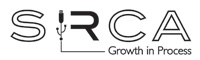 SIRCA
Growth in Process